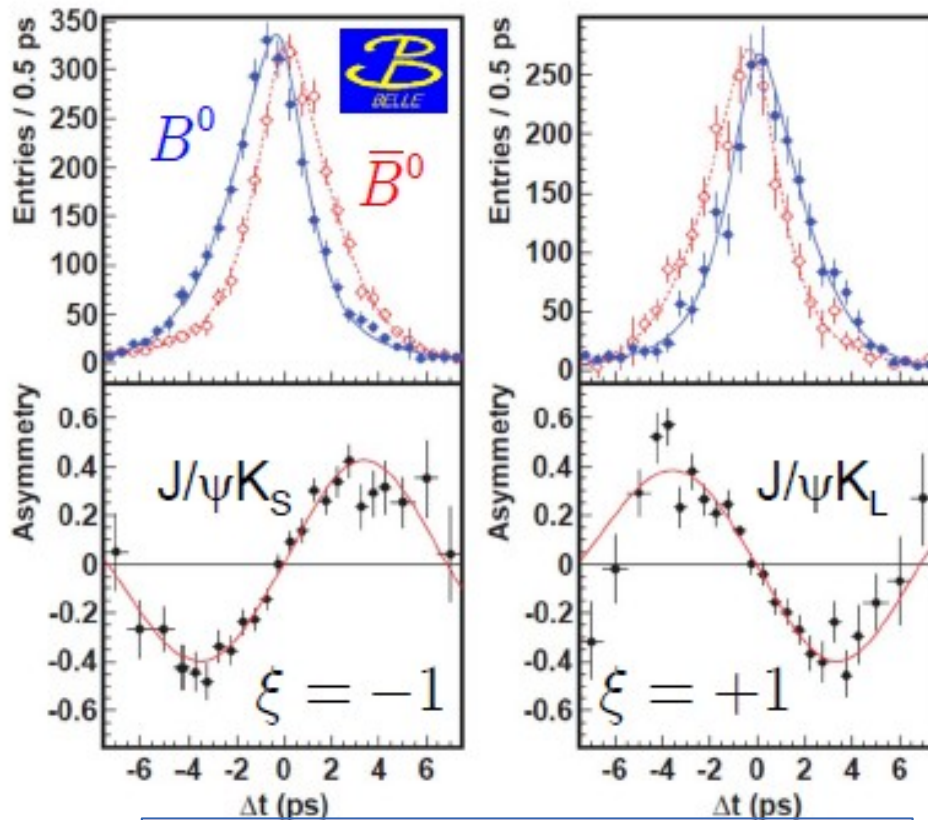 Entries / 0.5 ps
350
300
250
200
150
100
50
0
B⁰
B̅⁰
B
BELLE
Entries / 0.5 ps
250
200
150
100
50
0
Asymmetry
0.6
0.4
0.2
0
-0.2
-0.4
-0.6
J/ψK_S
ξ = −1
-6 -4 -2 0 2 4 6
Δt (ps)
Asymmetry
0.6
0.4
0.2
0
-0.2
-0.4
-0.6
J/ψK_L
ξ = +1
-6 -4 -2 0 2 4 6
Δt (ps)